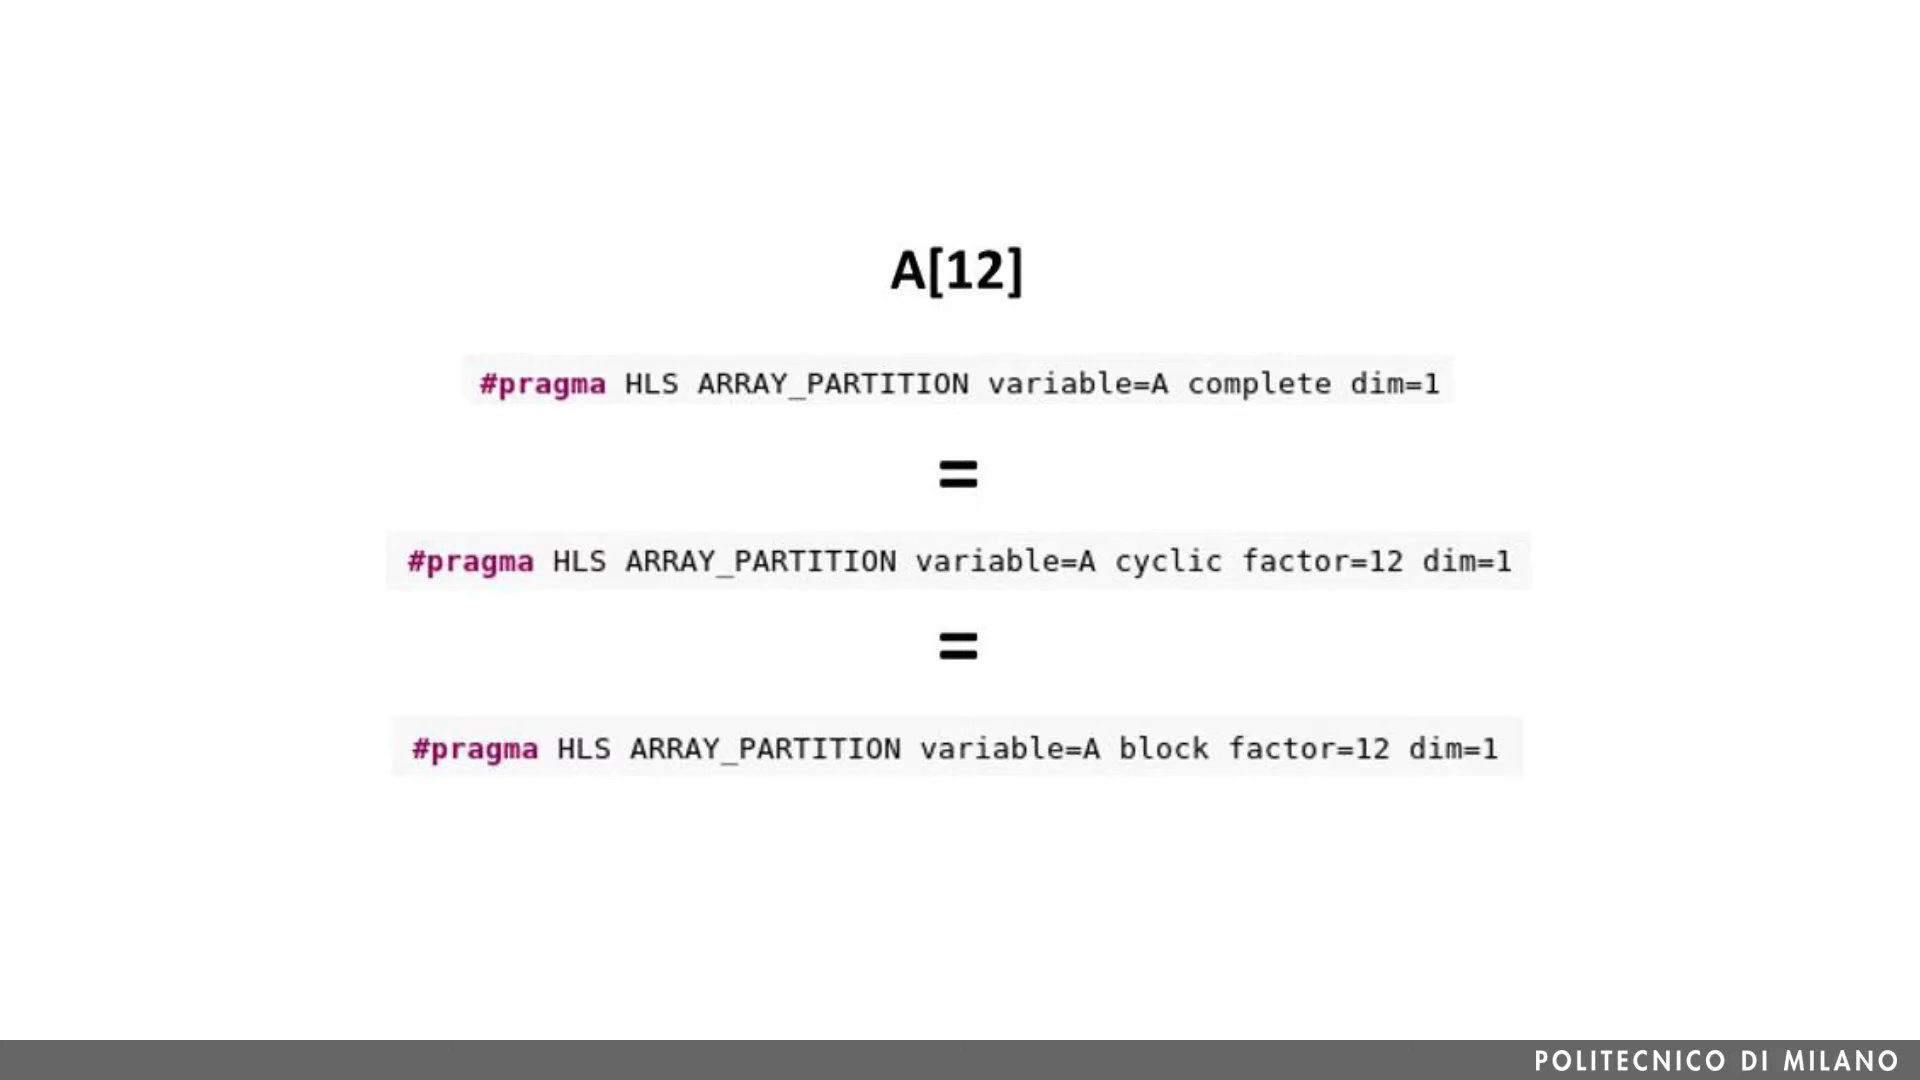 A[12]
#pragma HLS ARRAY_PARTITION variable=A complete dim=1
=
#pragma HLS ARRAY_PARTITION variable=A cyclic factor=12 dim=1
=
#pragma HLS ARRAY_PARTITION variable=A block factor=12 dim=1
POLITECNICO DI MILANO